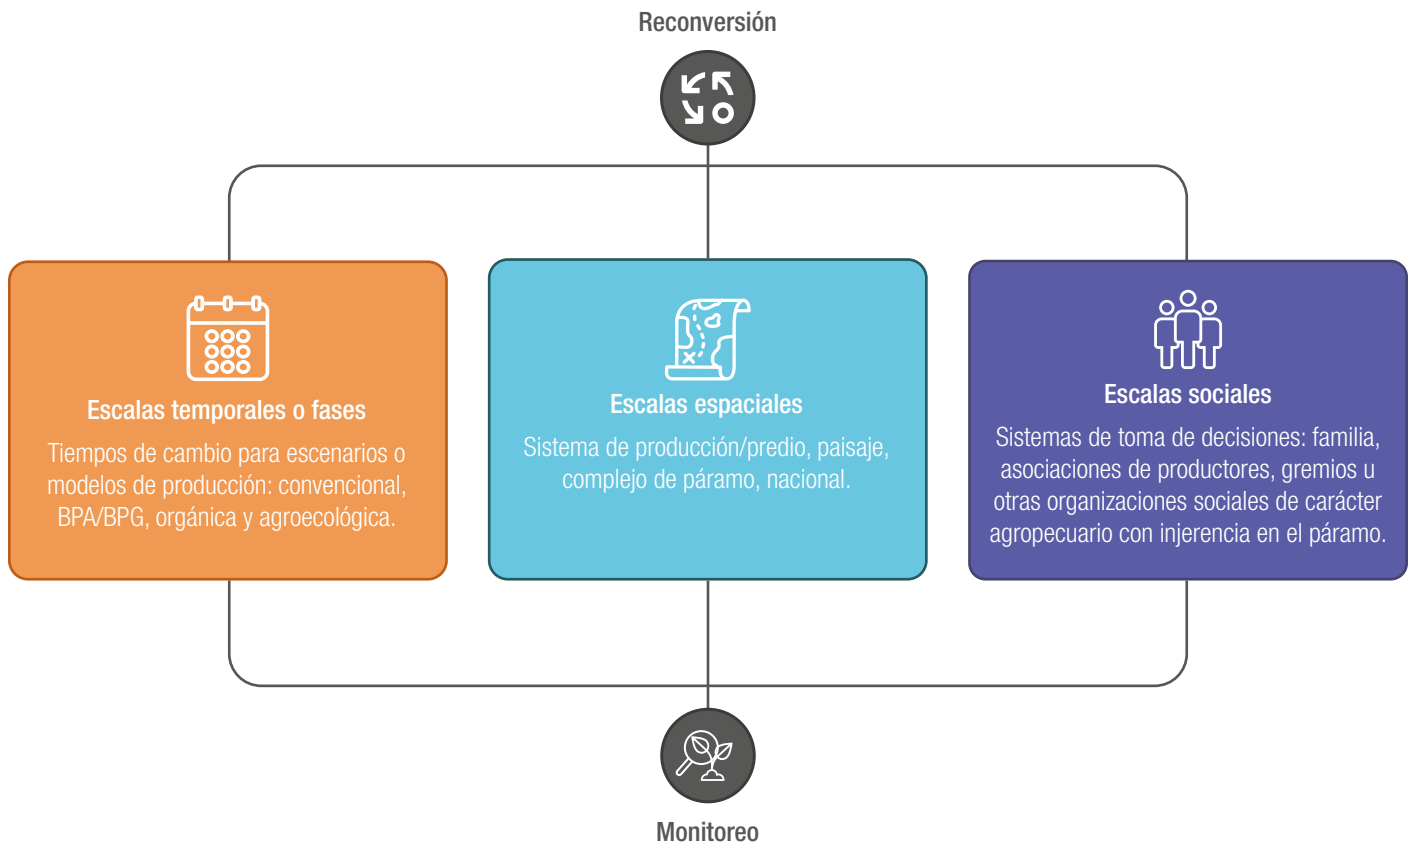 Reconversión
Escalas temporales o fases
Tiempos de cambio para escenarios o
modelos de producción: convencional,
BPA/BPG, orgánica y agroecológica.
Escalas espaciales
Sistema de producción/predio, paisaje,
complejo de páramo, nacional.
Escalas sociales
Sistemas de toma de decisiones: familia,
asociaciones de productores, gremios u
otras organizaciones sociales de carácter
agropecuario con injerencia en el páramo.
Monitoreo